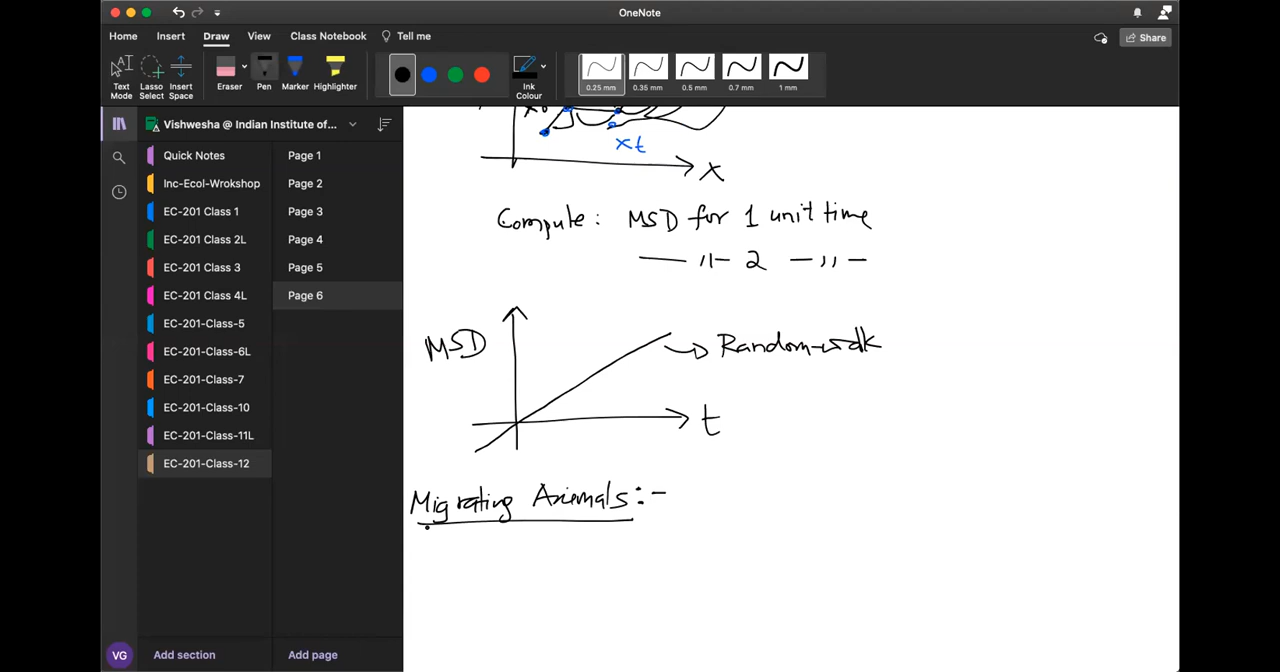 OneNote
Home Insert Draw View Class Notebook Tell me
Share
Text Mode
Lasso Select
Insert Space
Eraser
Pen
Marker
Highlighter
Ink Colour
0.25 mm
0.35 mm
0.5 mm
0.7 mm
1 mm
Vishwesha @ Indian Institute of...
Quick Notes
Inc-Ecol-Wrokshop
EC-201 Class 1
EC-201 Class 2L
EC-201 Class 3
EC-201 Class 4L
EC-201-Class-5
EC-201-Class-6L
EC-201-Class-7
EC-201-Class-10
EC-201-Class-11L
EC-201-Class-12
Page 1
Page 2
Page 3
Page 4
Page 5
Page 6
VG
Add section
Add page
x0
xt
X
Compute: MSD for 1 unit time
— 〃 — 2 — 〃 —
MSD
Random-walk
t
Migrating Animals :-